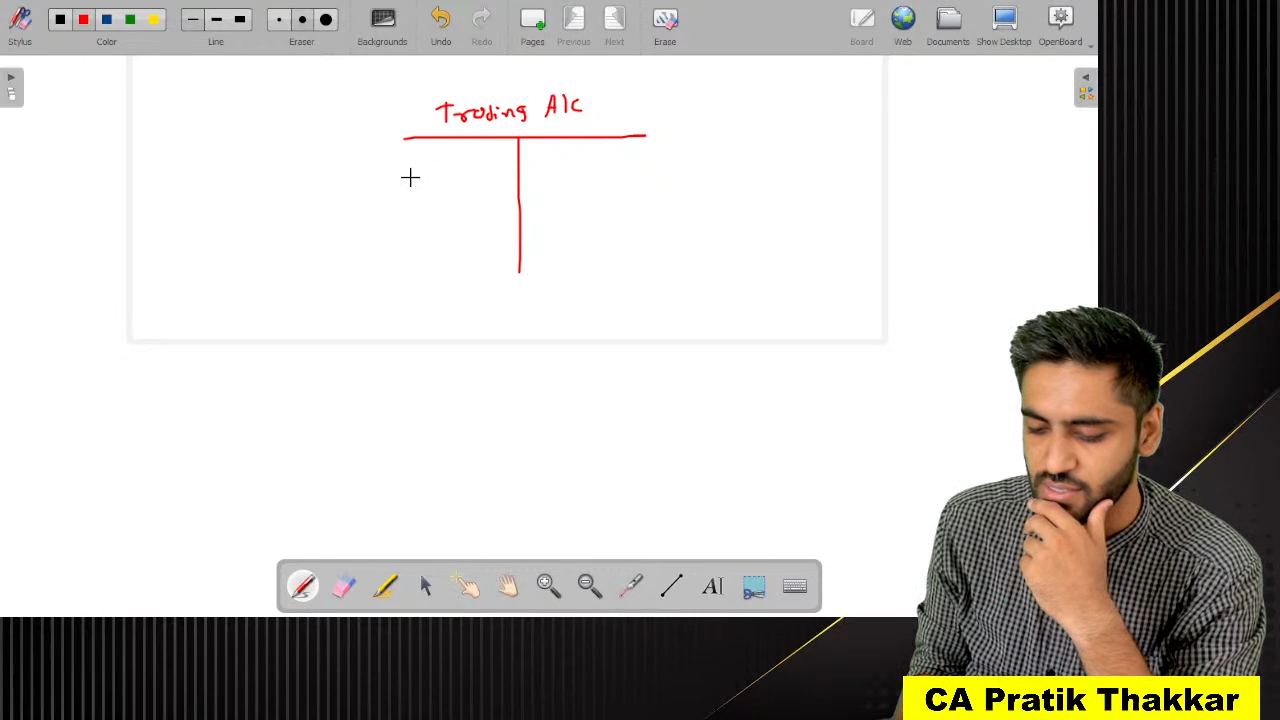 Stylus Color Line Eraser Backgrounds Undo Redo Pages Previous Next Erase Board Web Documents Show Desktop OpenBoard
Trading A/c
AI
CA Pratik Thakkar